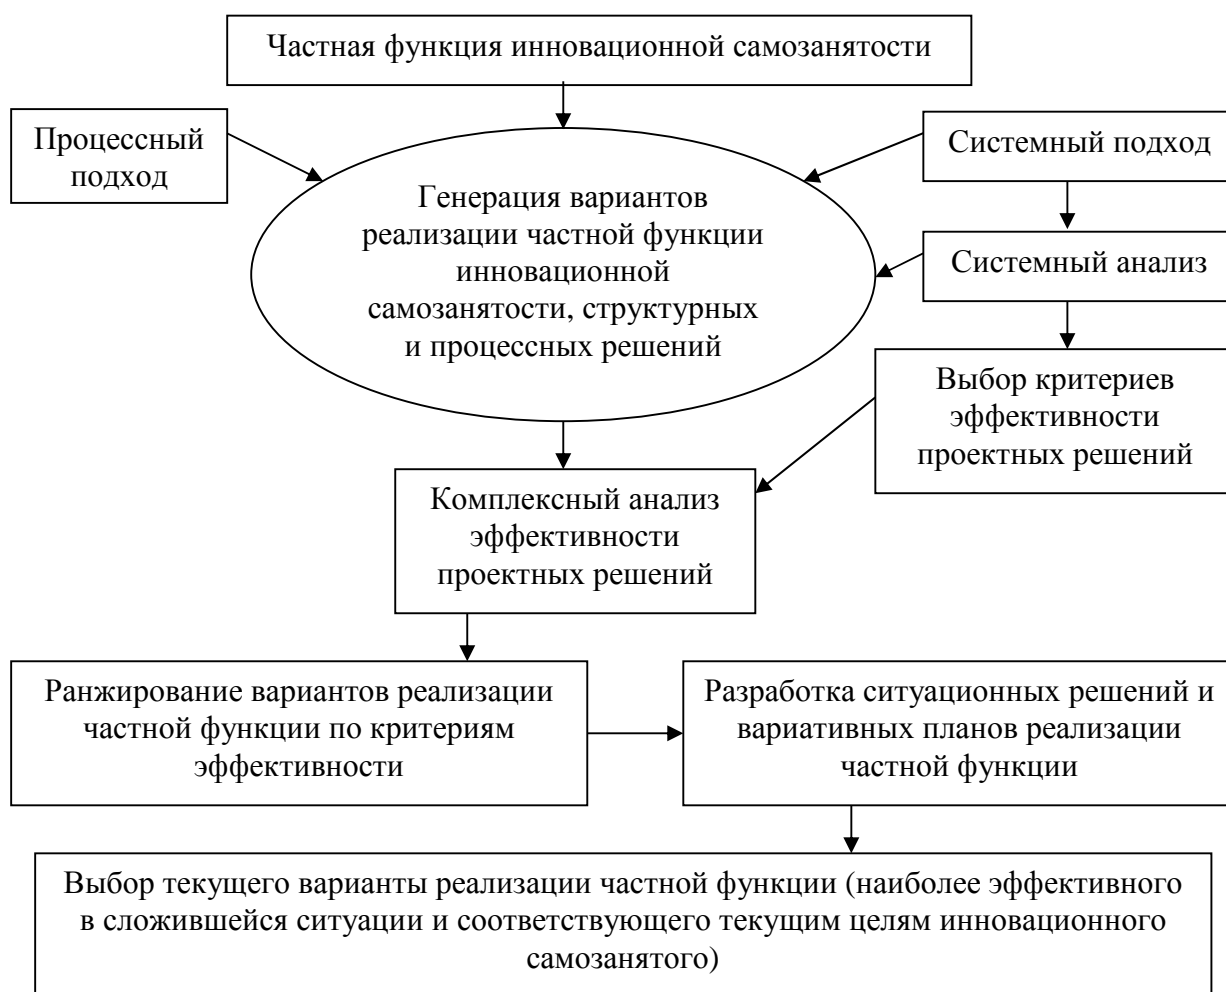 Частная функция инновационной самозанятости
Процессный
подход
Системный подход
Генерация вариантов
реализации частной функции
инновационной
самозанятости, структурных
и процессных решений
Системный анализ
Выбор критериев
эффективности
проектных решений
Комплексный анализ
эффективности
проектных решений
Ранжирование вариантов реализации
частной функции по критериям
эффективности
Разработка ситуационных решений и
вариативных планов реализации
частной функции
Выбор текущего варианты реализации частной функции (наиболее эффективного
в сложившейся ситуации и соответствующего текущим целям инновационного
самозанятого)